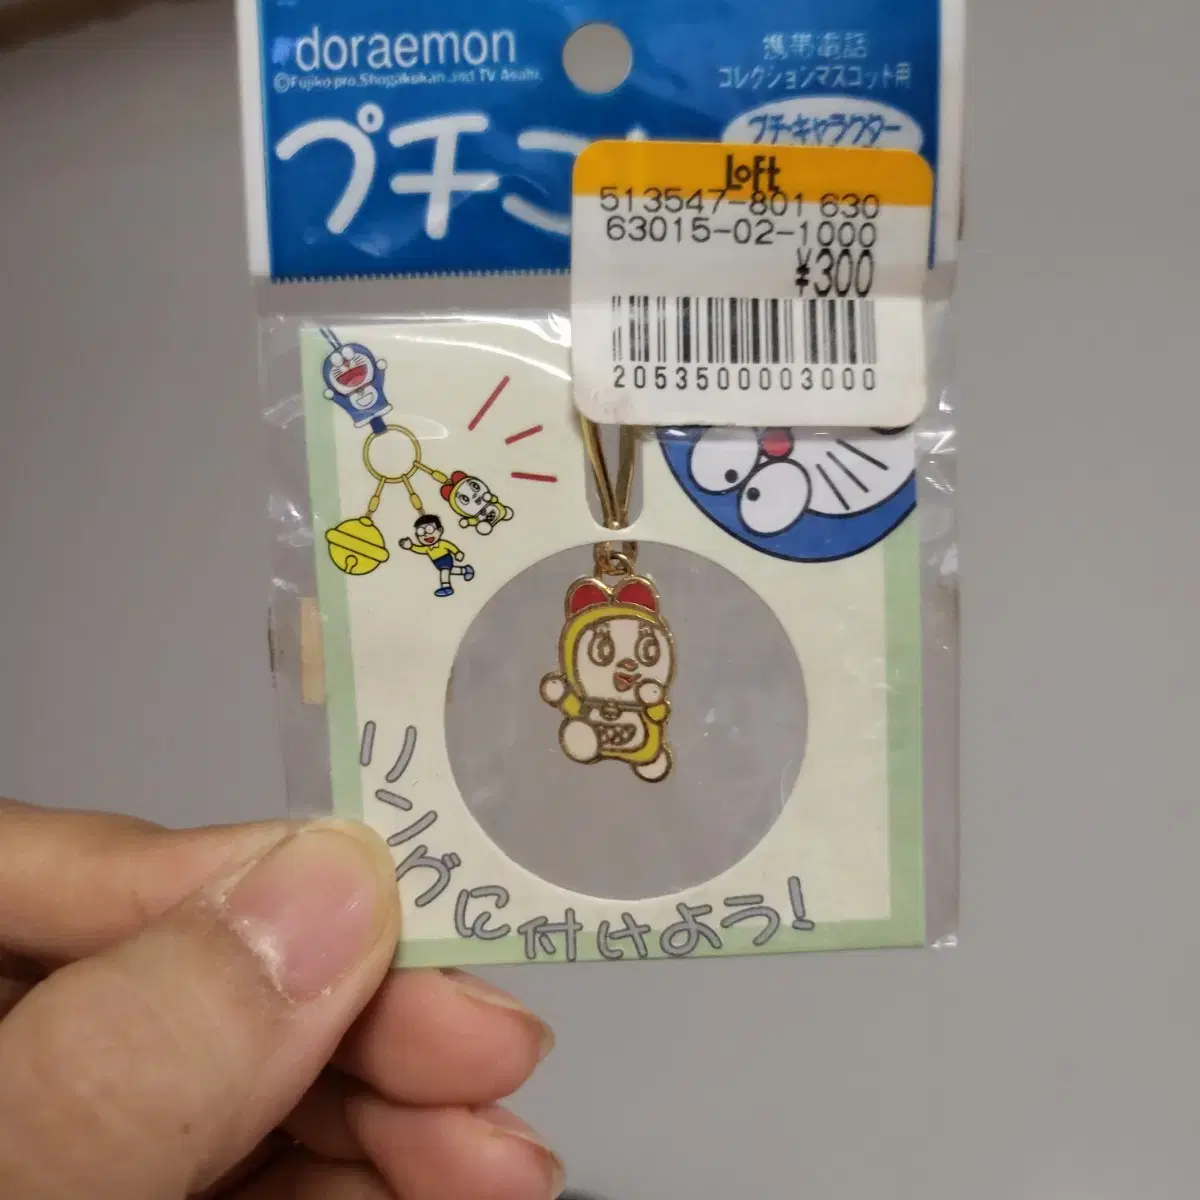 doraemon
©Fujiko pro, Shogakukan and TV Asahi.
携帯電話
コレクションマスコット用
プチ・キャラクター
プチコ
Loft
513547-801 630
63015-02-1000
¥300
2053500003000
リングに付けよう!